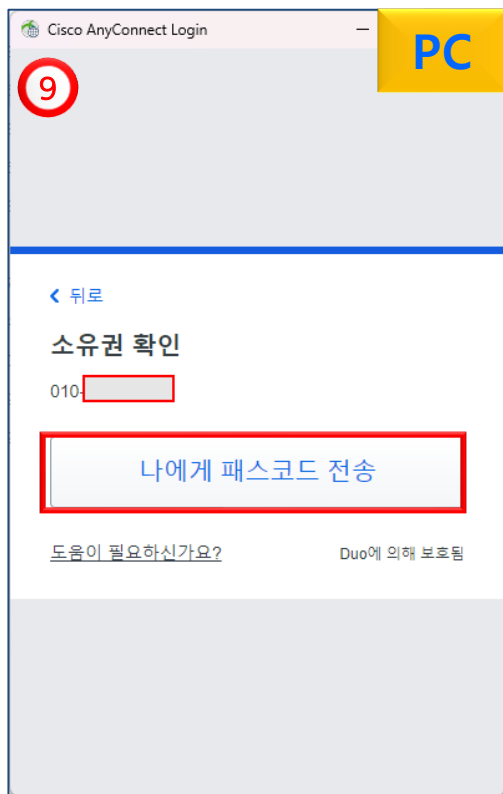 Cisco AnyConnect Login
PC
9
뒤로
소유권 확인
010-
나에게 패스코드 전송
도움이 필요하신가요?
Duo에 의해 보호됨